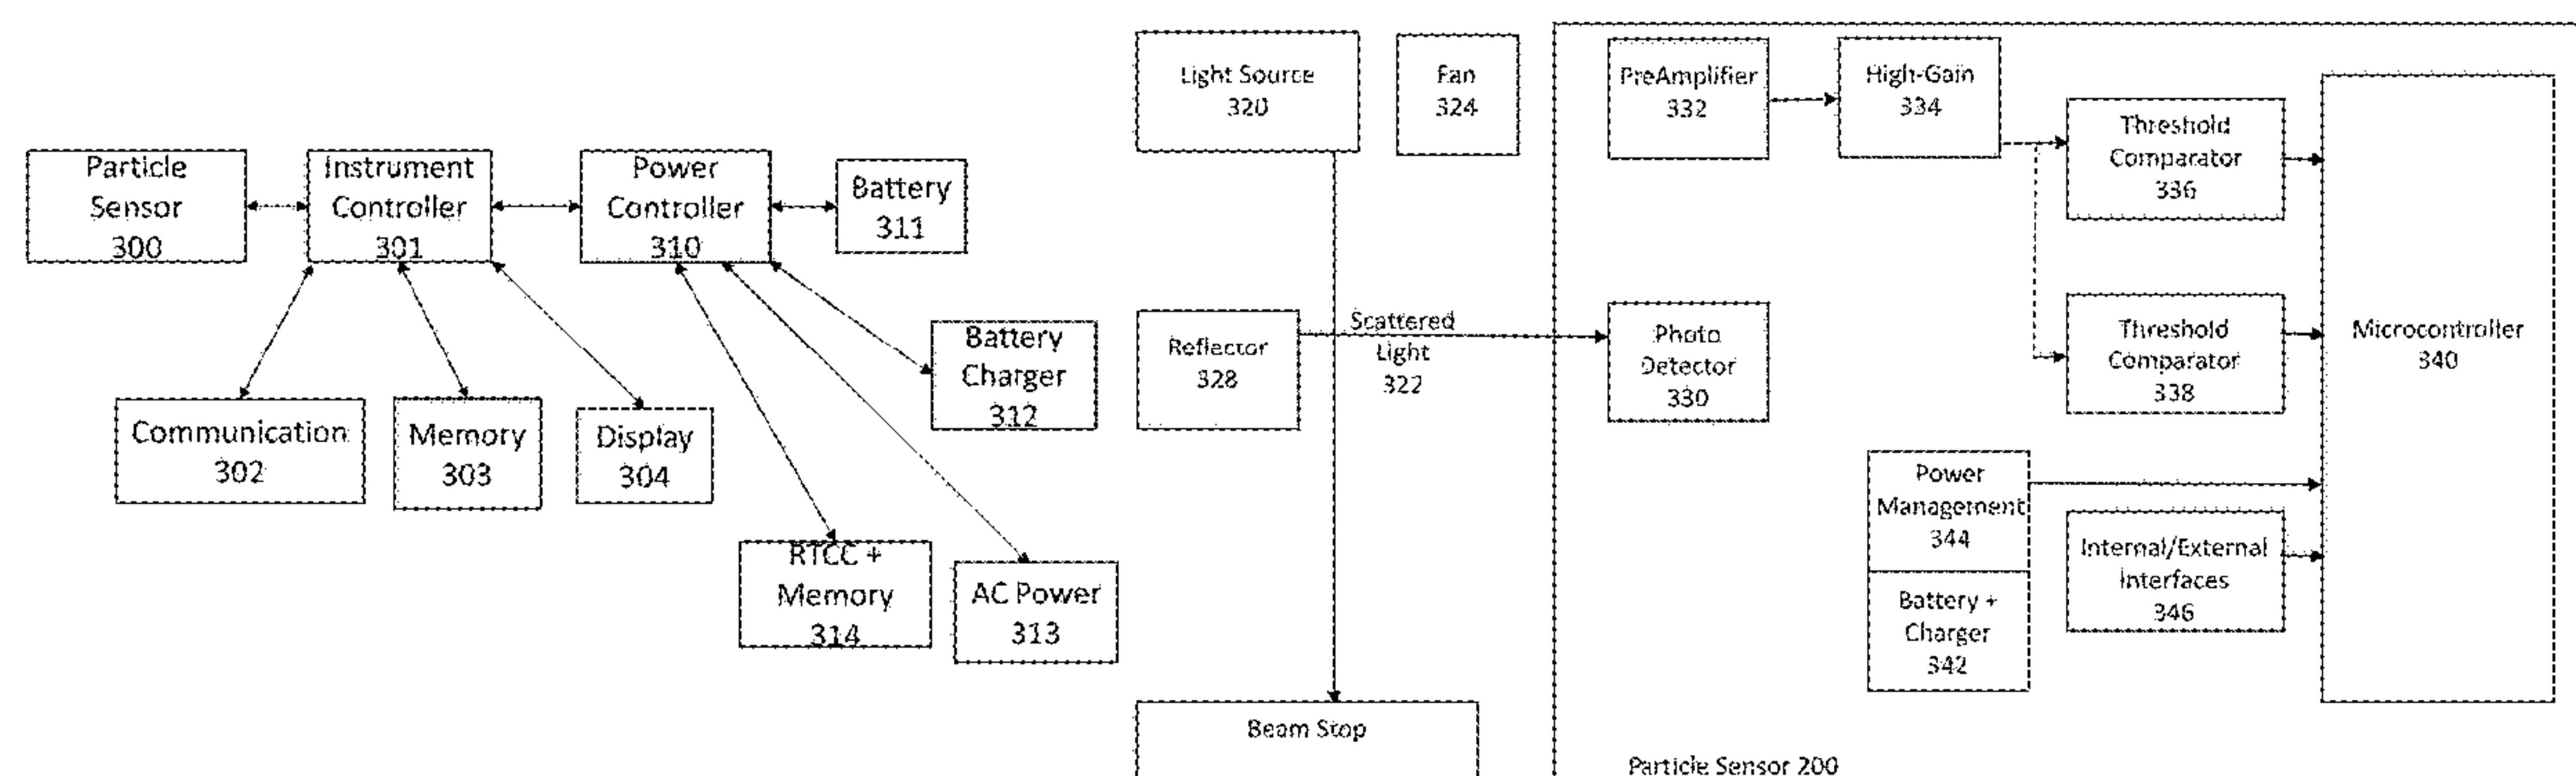 Particle
Sensor
300
Instrument
Controller
301
Power
Controller
310
Battery
311
Communication
302
Memory
303
Display
304
Battery
Charger
312
RTCC +
Memory
314
AC Power
313
Light Source
320
Fan
324
Reflector
328
Scattered
Light
322
Beam Stop
PreAmplifier
332
High-Gain
334
Threshold
Comparator
336
Photo
Detector
330
Threshold
Comparator
338
Microcontroller
340
Power
Management
344
Battery +
Charger
342
Internal/External
Interfaces
346
Particle Sensor 200